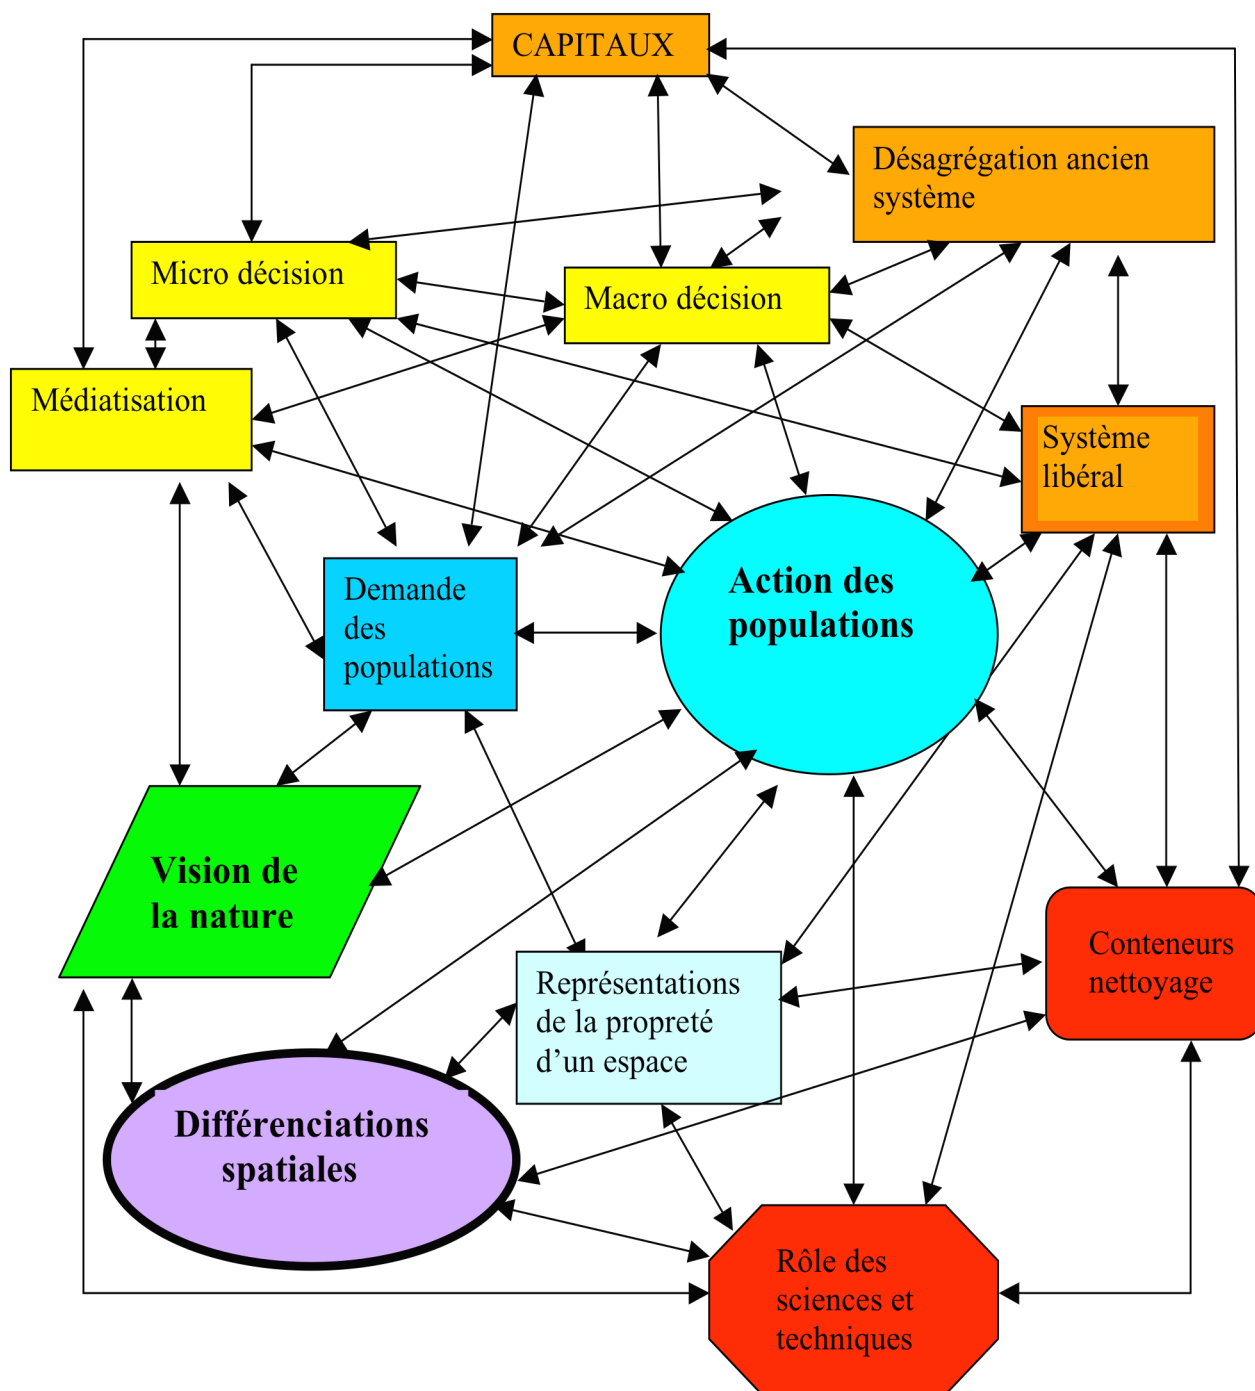 CAPITAUX
Désagrégation ancien
système
Micro décision
Macro décision
Médiatisation
Système
libéral
Action des
populations
Demande
des
populations
Vision de
la nature
Conteneurs
nettoyage
Représentations
de la propreté
d’un espace
Différenciations
spatiales
Rôle des
sciences et
techniques